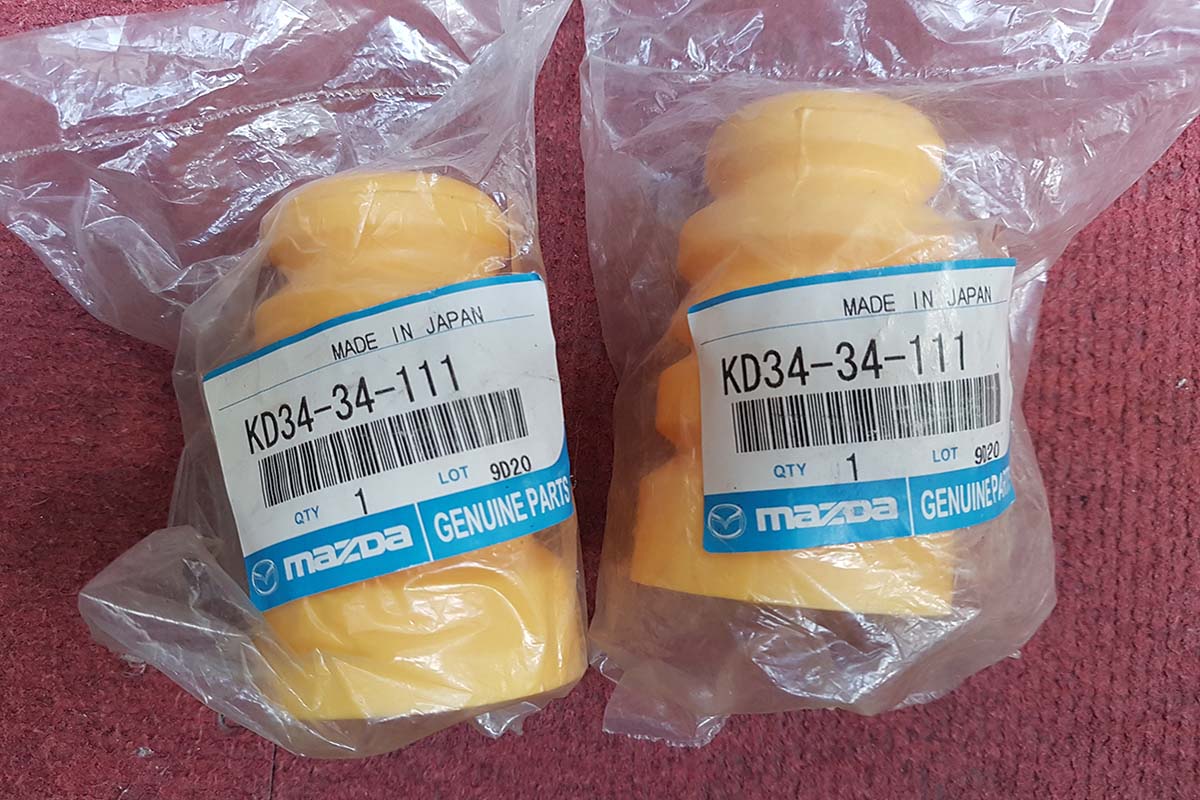 MADE IN JAPAN
KD34-34-111
QTY 1 LOT 9D20
mazda GENUINE PARTS
MADE IN JAPAN
KD34-34-111
QTY 1 LOT 9D20
mazda GENUINE PARTS